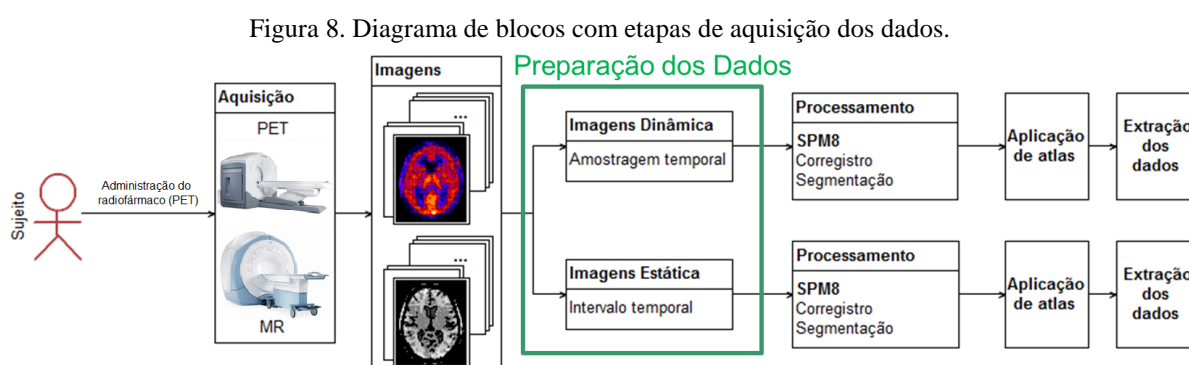 Figura 8. Diagrama de blocos com etapas de aquisição dos dados.
Sujeito
Administração do
radiofármaco (PET)
Aquisição
PET
MR
Imagens
...
...
Preparação dos Dados
Imagens Dinâmica
Amostragem temporal
Imagens Estática
Intervalo temporal
Processamento
SPM8
Corregistro
Segmentação
Aplicação
de atlas
Extração
dos
dados
Processamento
SPM8
Corregistro
Segmentação
Aplicação
de atlas
Extração
dos
dados